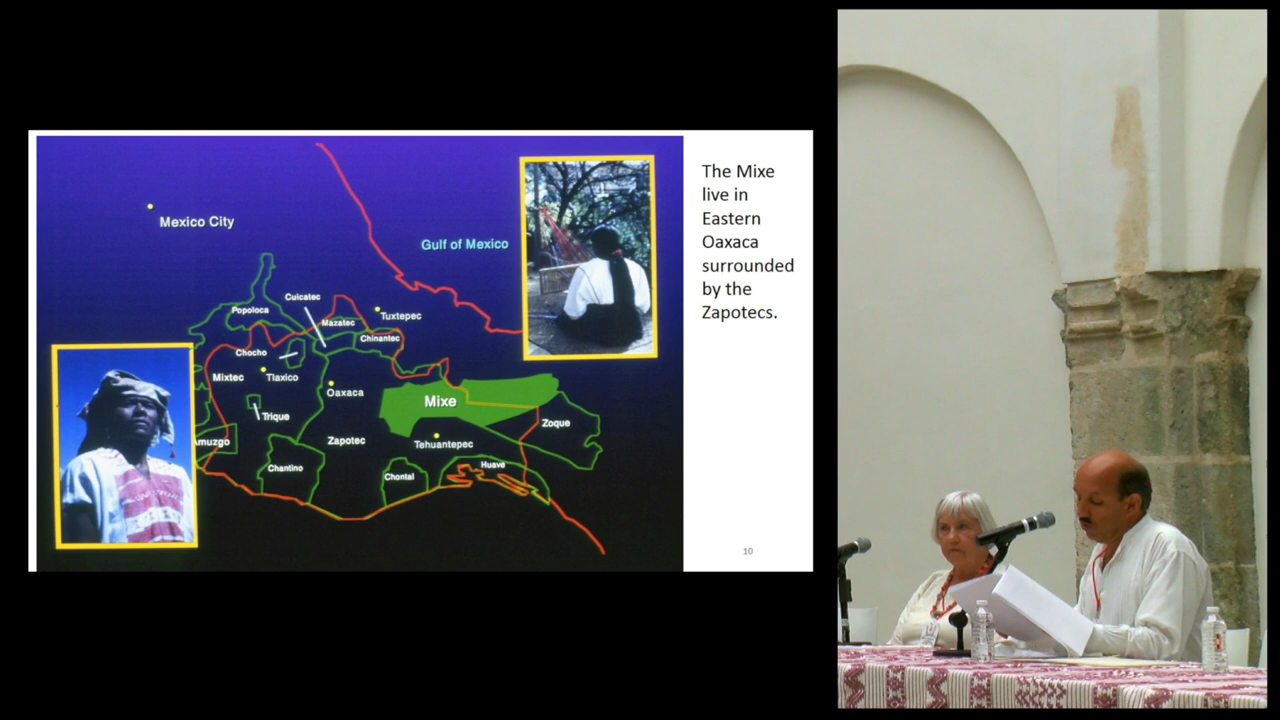 Mexico City
Gulf of Mexico
Cuicatec
Popoloca
Mazatec
Tuxtepec
Chinantec
Chocho
Mixtec
Tlaxico
Oaxaca
Mixe
Trique
Amuzgo
Zapotec
Tehuantepec
Zoque
Chantino
Chontal
Huave
The Mixe
live in
Eastern
Oaxaca
surrounded
by the
Zapotecs.
10